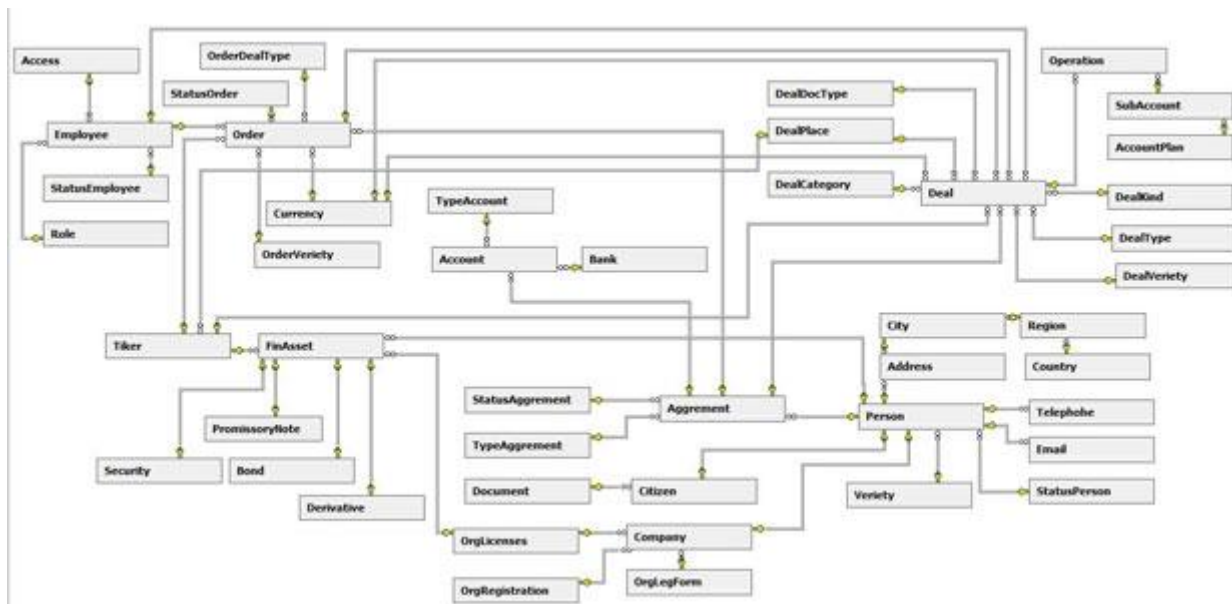 Access
OrderDealType
Operation
StatusOrder
DealDocType
SubAccount
Employee
Order
DealPlace
AccountPlan
StatusEmployee
DealCategory
Deal
DealKind
TypeAccount
Currency
Role
DealType
OrderVeriety
Account
Bank
DealVeriety
City
Region
Tiker
FinAsset
Address
Country
StatusAggrement
Aggrement
Person
Telephohe
PromissoryNote
TypeAggrement
Email
Security
Bond
Document
Citizen
Veriety
StatusPerson
Derivative
OrgLicenses
Company
OrgRegistration
OrgLegForm